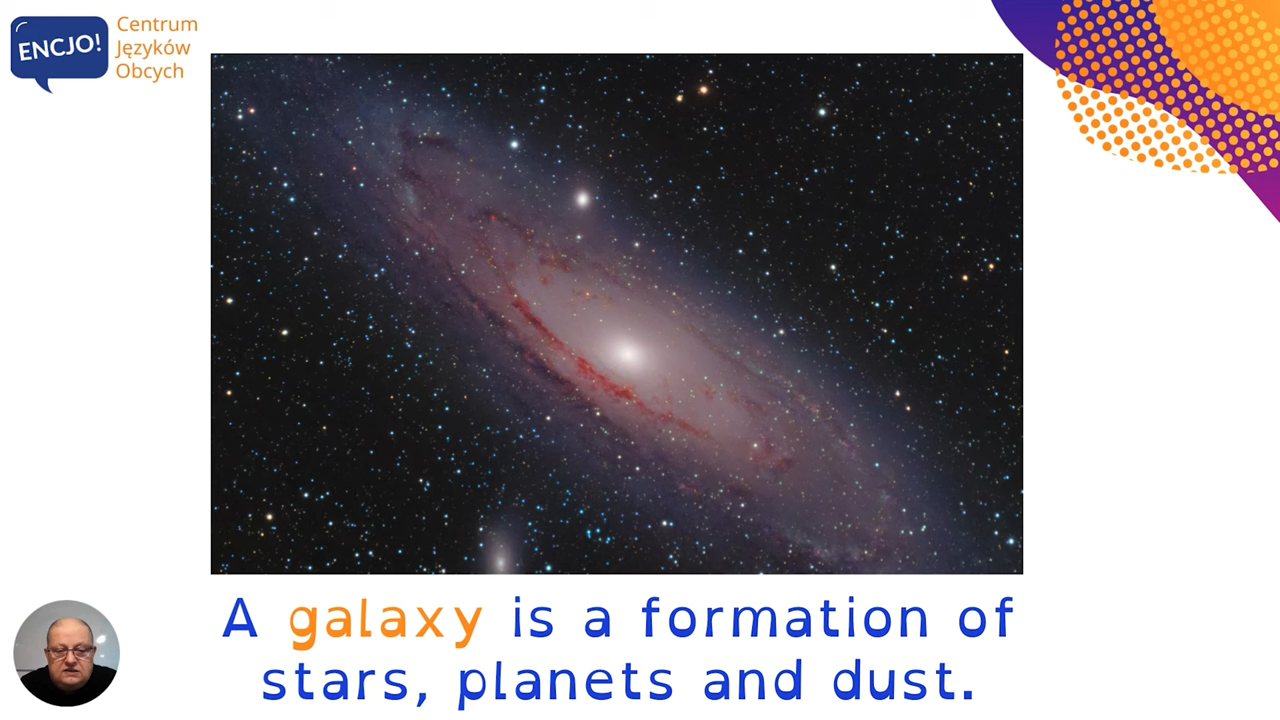 ENCJO!
Centrum
Języków
Obcych
A galaxy is a formation of
stars, planets and dust.